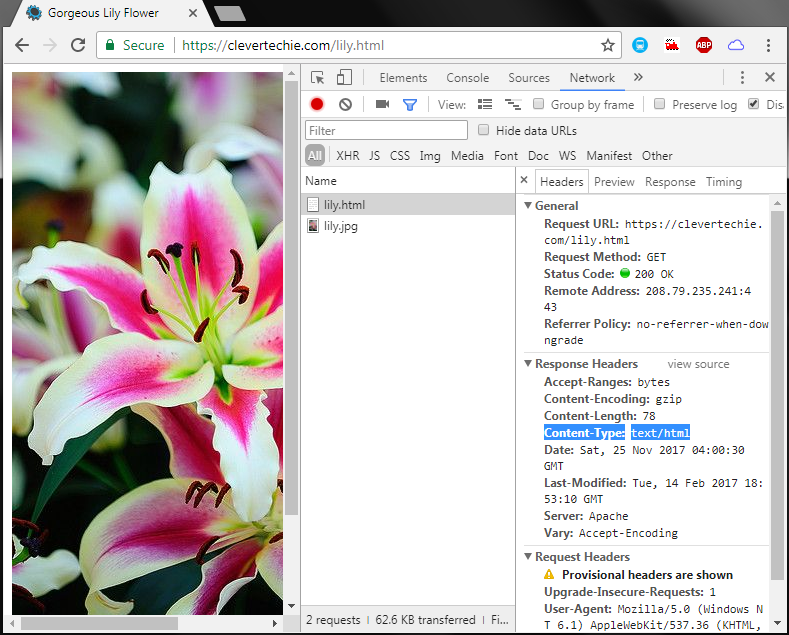 Gorgeous Lily Flower
Secure https://clevertechie.com/lily.html
ABP
Elements Console Sources Network
View: Group by frame Preserve log Dis
Filter Hide data URLs
All XHR JS CSS Img Media Font Doc WS Manifest Other
Name
lily.html
lily.jpg
2 requests 62.6 KB transferred Fi...
Headers Preview Response Timing
General
Request URL: https://clevertechie.
com/lily.html
Request Method: GET
Status Code: 200 OK
Remote Address: 208.79.235.241:4
43
Referrer Policy: no-referrer-when-dow
ngrade
Response Headers view source
Accept-Ranges: bytes
Content-Encoding: gzip
Content-Length: 78
Content-Type: text/html
Date: Sat, 25 Nov 2017 04:00:30
GMT
Last-Modified: Tue, 14 Feb 2017 18:
53:10 GMT
Server: Apache
Vary: Accept-Encoding
Request Headers
Provisional headers are shown
Upgrade-Insecure-Requests: 1
User-Agent: Mozilla/5.0 (Windows N
T 6.1) AppleWebKit/537.36 (KHTML,